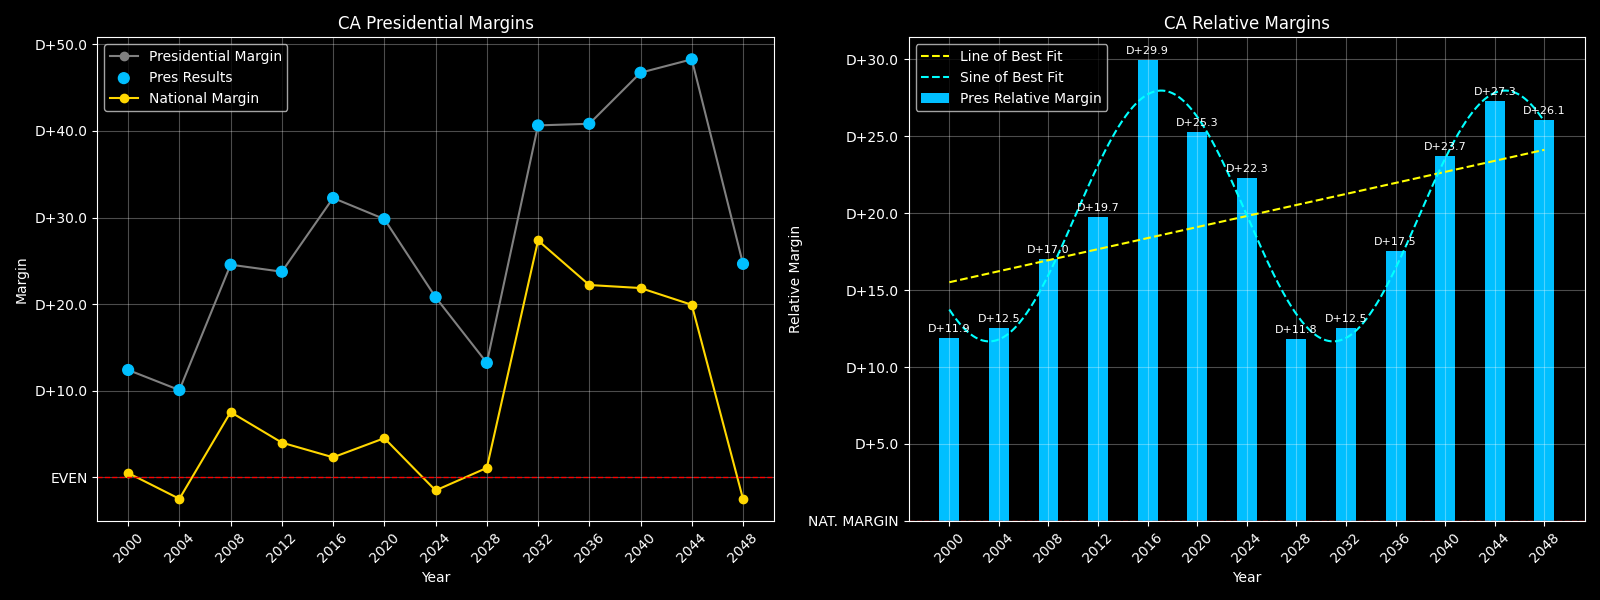 CA Presidential Margins
Presidential Margin
Pres Results
National Margin
D+50.0
D+40.0
D+30.0
D+20.0
D+10.0
EVEN
Margin
2000
2004
2008
2012
2016
2020
2024
2028
2032
2036
2040
2044
2048
Year
CA Relative Margins
Line of Best Fit
Sine of Best Fit
Pres Relative Margin
D+30.0
D+25.0
D+20.0
D+15.0
D+10.0
D+5.0
NAT. MARGIN
Relative Margin
D+11.9
D+12.5
D+17.0
D+19.7
D+29.9
D+25.3
D+22.3
D+11.8
D+12.5
D+17.5
D+23.7
D+27.3
D+26.1
2000
2004
2008
2012
2016
2020
2024
2028
2032
2036
2040
2044
2048
Year